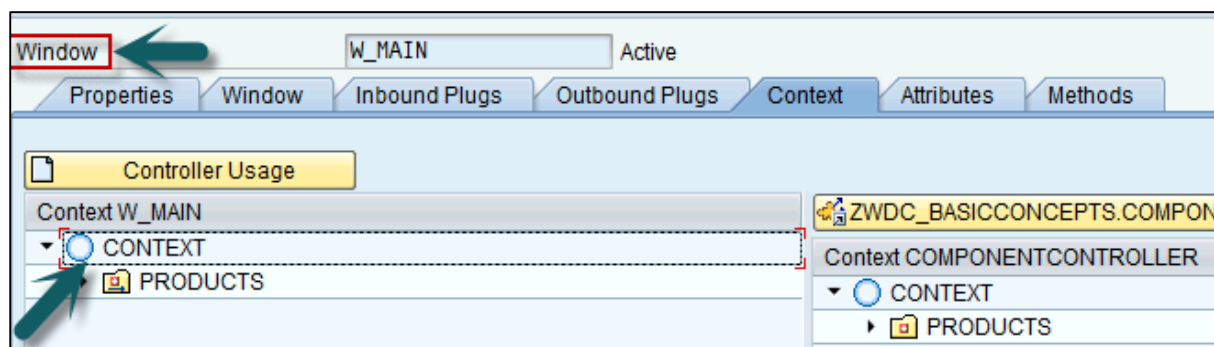 Window W_MAIN Active
Properties Window Inbound Plugs Outbound Plugs Context Attributes Methods
Controller Usage
Context W_MAIN
CONTEXT
PRODUCTS
ZWDC_BASICCONCEPTS.COMPON
Context COMPONENTCONTROLLER
CONTEXT
PRODUCTS